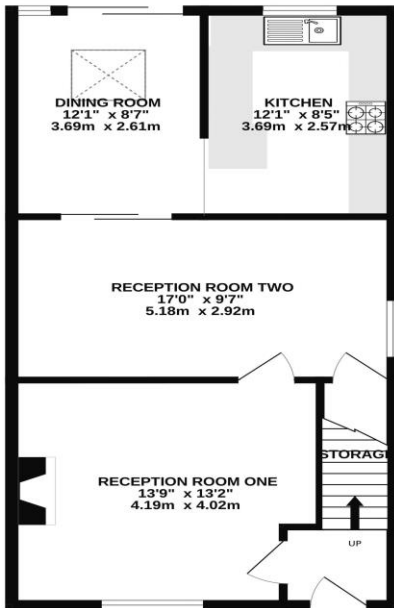 DINING ROOM
12'1" x 8'7"
3.69m x 2.61m
KITCHEN
12'1" x 8'5"
3.69m x 2.57m
RECEPTION ROOM TWO
17'0" x 9'7"
5.18m x 2.92m
RECEPTION ROOM ONE
13'9" x 13'2"
4.19m x 4.02m
STORAGE
UP